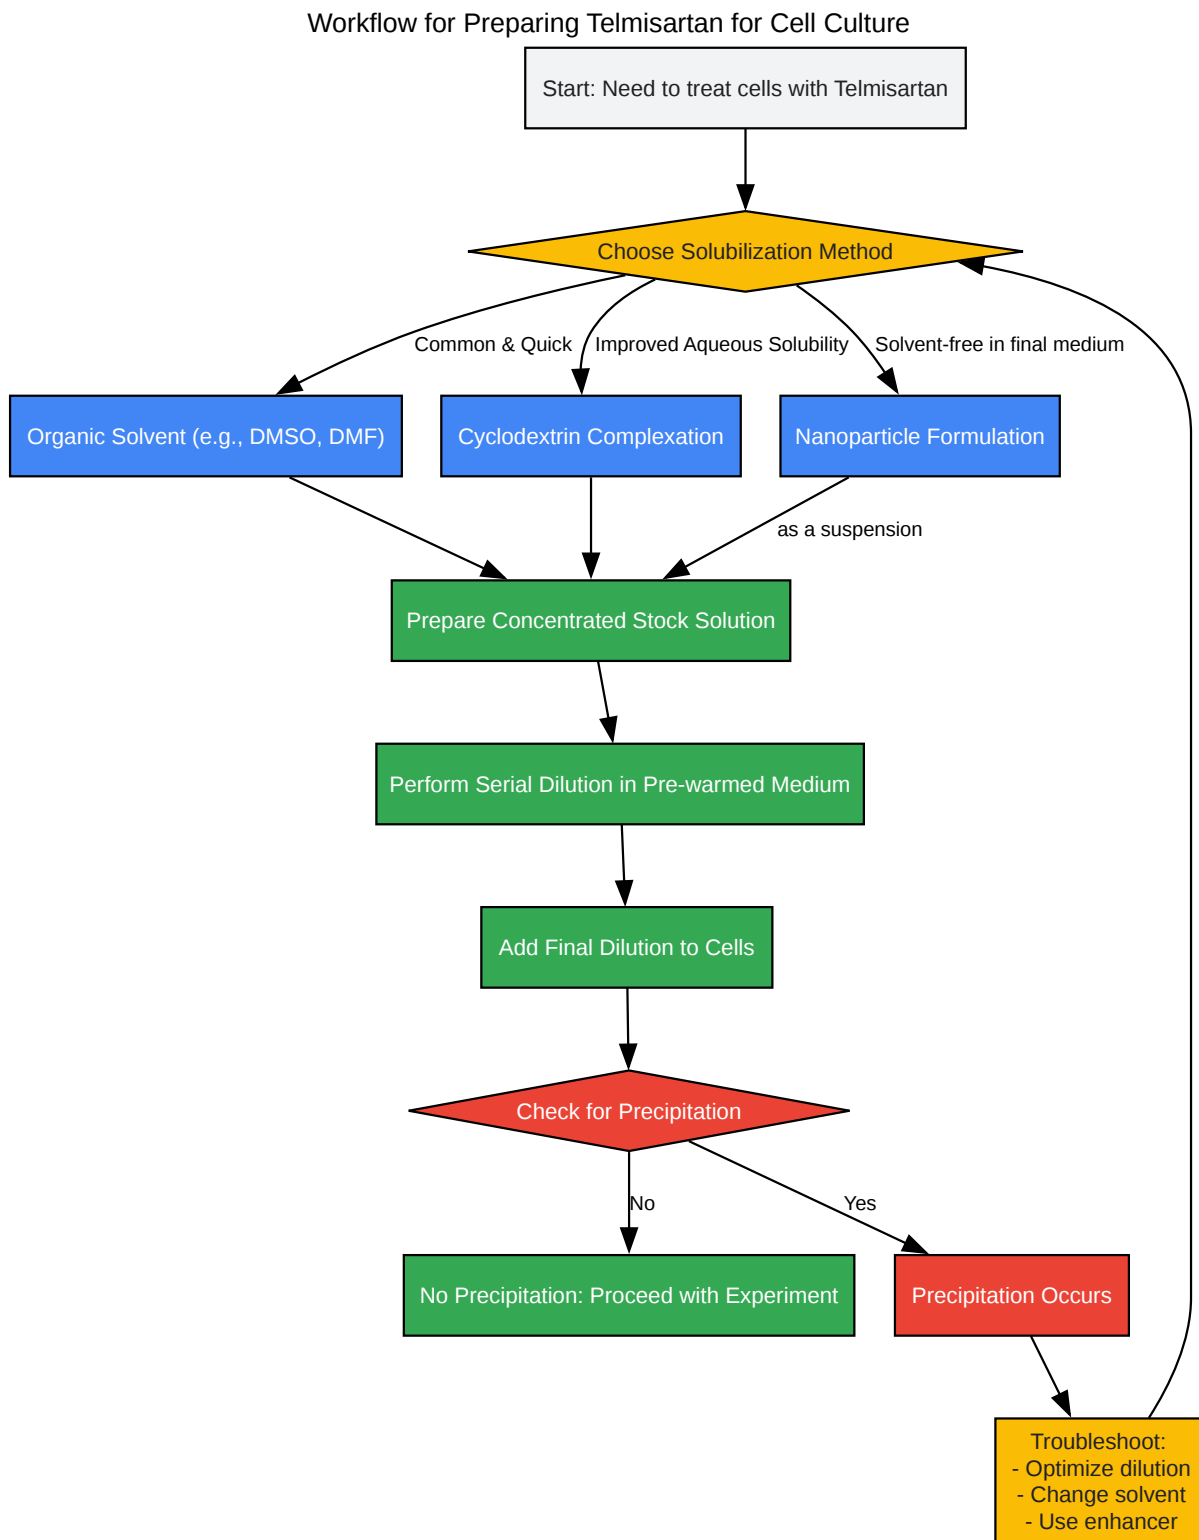 Workflow for Preparing Telmisartan for Cell Culture
Start: Need to treat cells with Telmisartan
Choose Solubilization Method
Common & Quick
Improved Aqueous Solubility
Solvent-free in final medium
Organic Solvent (e.g., DMSO, DMF)
Cyclodextrin Complexation
Nanoparticle Formulation
as a suspension
Prepare Concentrated Stock Solution
Perform Serial Dilution in Pre-warmed Medium
Add Final Dilution to Cells
Check for Precipitation
No
Yes
No Precipitation: Proceed with Experiment
Precipitation Occurs
Troubleshoot:
- Optimize dilution
- Change solvent
- Use enhancer